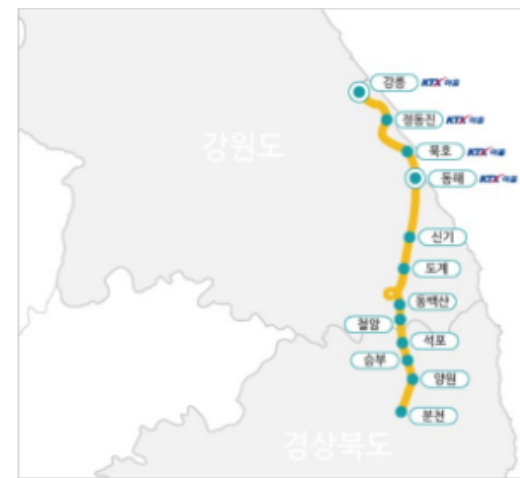 강릉 KTX 이음
정동진 KTX 이음
강원도
묵호 KTX 이음
동해 KTX 이음
신기
도계
동백산
철암
석포
승부
양원
분천
경상북도